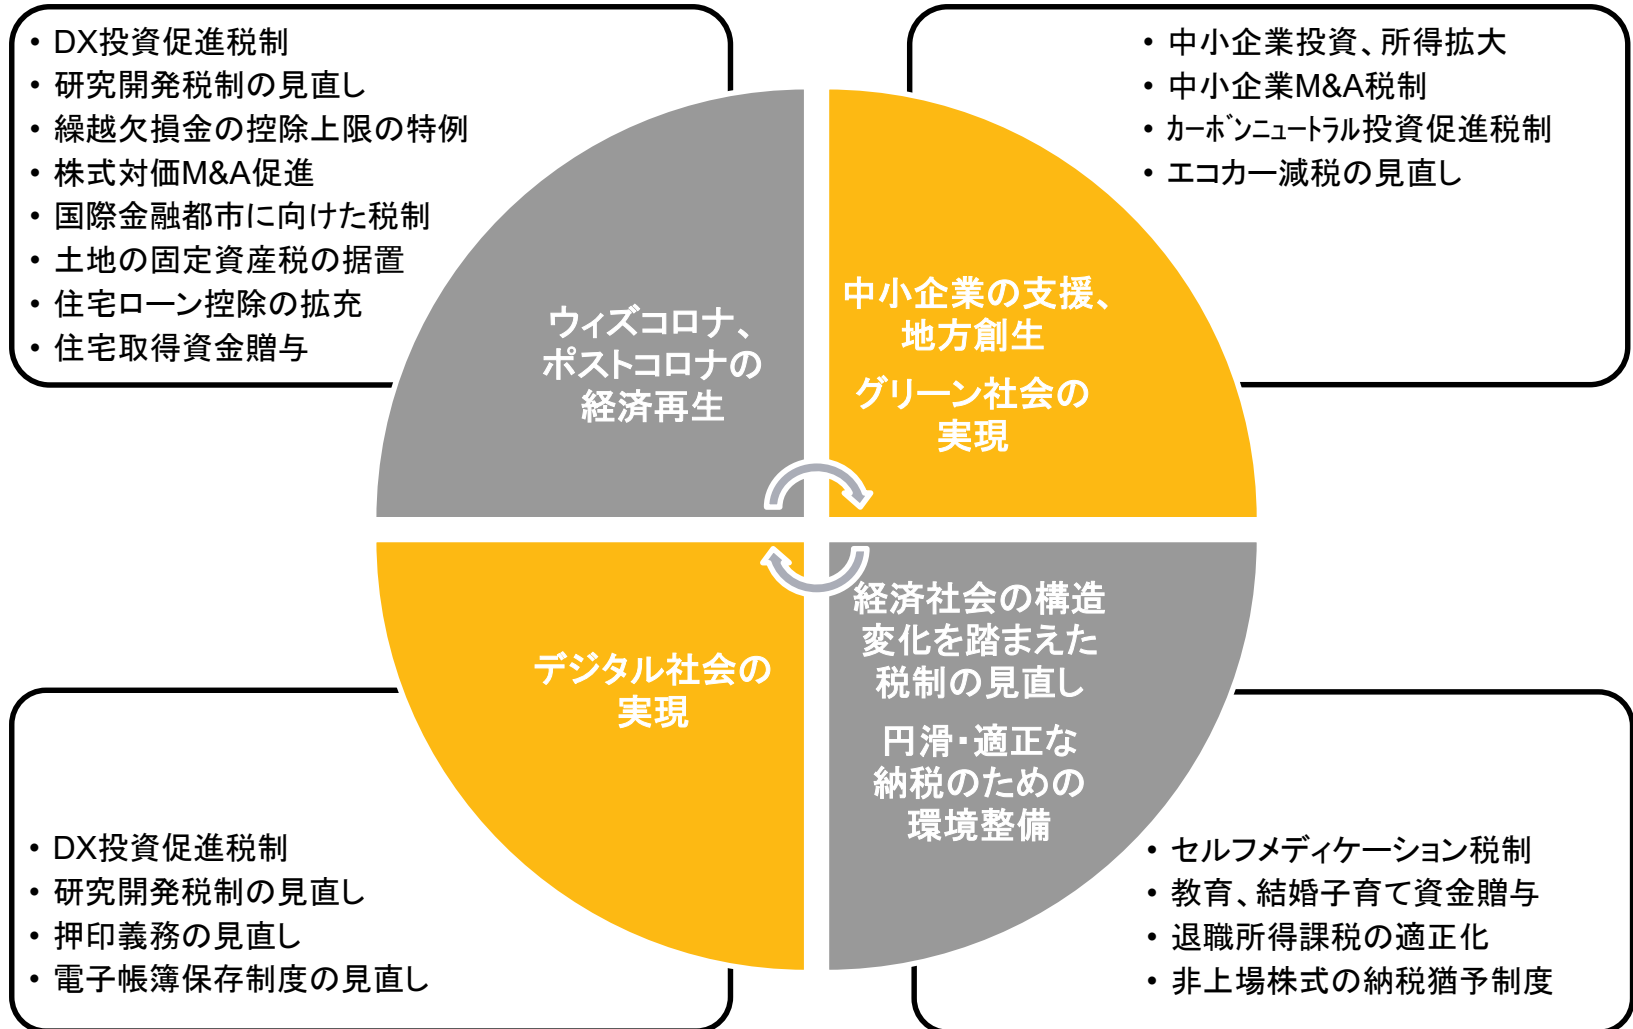 • DX投資促進税制
• 研究開発税制の見直し
• 繰越欠損金の控除上限の特例
• 株式対価M&A促進
• 国際金融都市に向けた税制
• 土地の固定資産税の据置
• 住宅ローン控除の拡充
• 住宅取得資金贈与
• 中小企業投資、所得拡大
• 中小企業M&A税制
• カーボンニュートラル投資促進税制
• エコカー減税の見直し
ウィズコロナ、
ポストコロナの
経済再生
中小企業の支援、
地方創生
グリーン社会の
実現
デジタル社会の
実現
経済社会の構造
変化を踏まえた
税制の見直し
円滑・適正な
納税のための
環境整備
• DX投資促進税制
• 研究開発税制の見直し
• 押印義務の見直し
• 電子帳簿保存制度の見直し
• セルフメディケーション税制
• 教育、結婚子育て資金贈与
• 退職所得課税の適正化
• 非上場株式の納税猶予制度